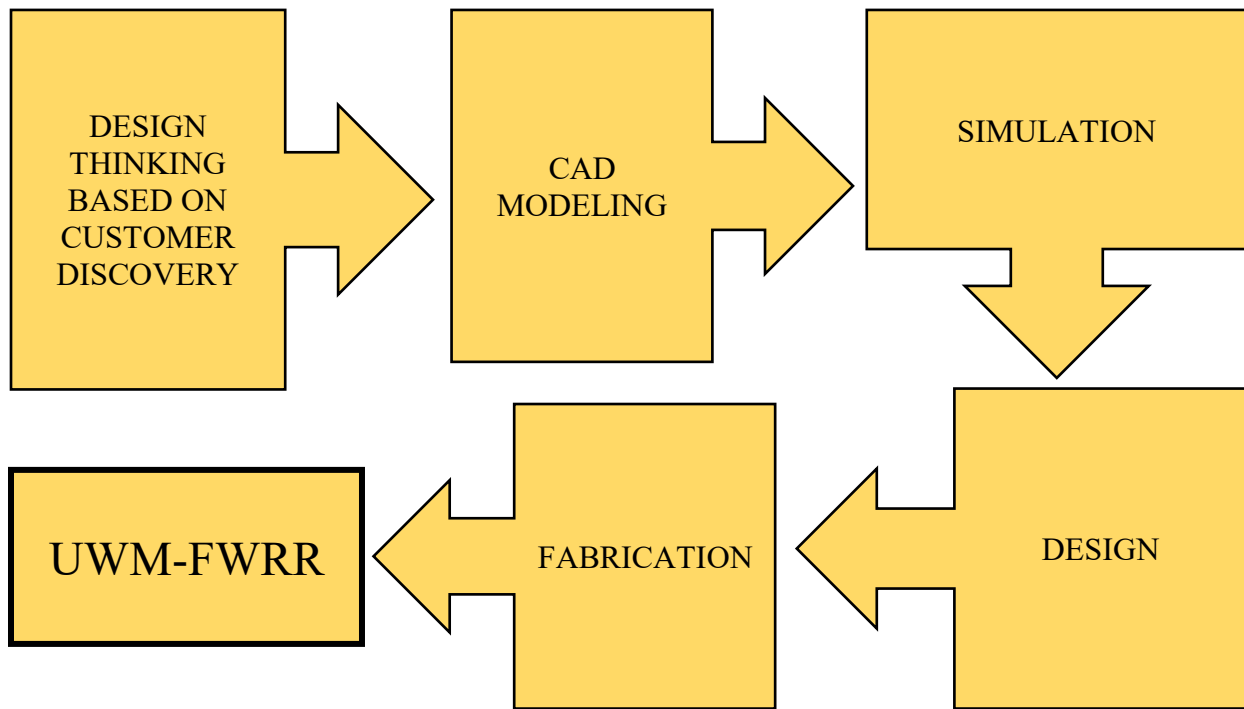 DESIGN
THINKING
BASED ON
CUSTOMER
DISCOVERY
CAD
MODELING
SIMULATION
DESIGN
FABRICATION
UWM-FWRR